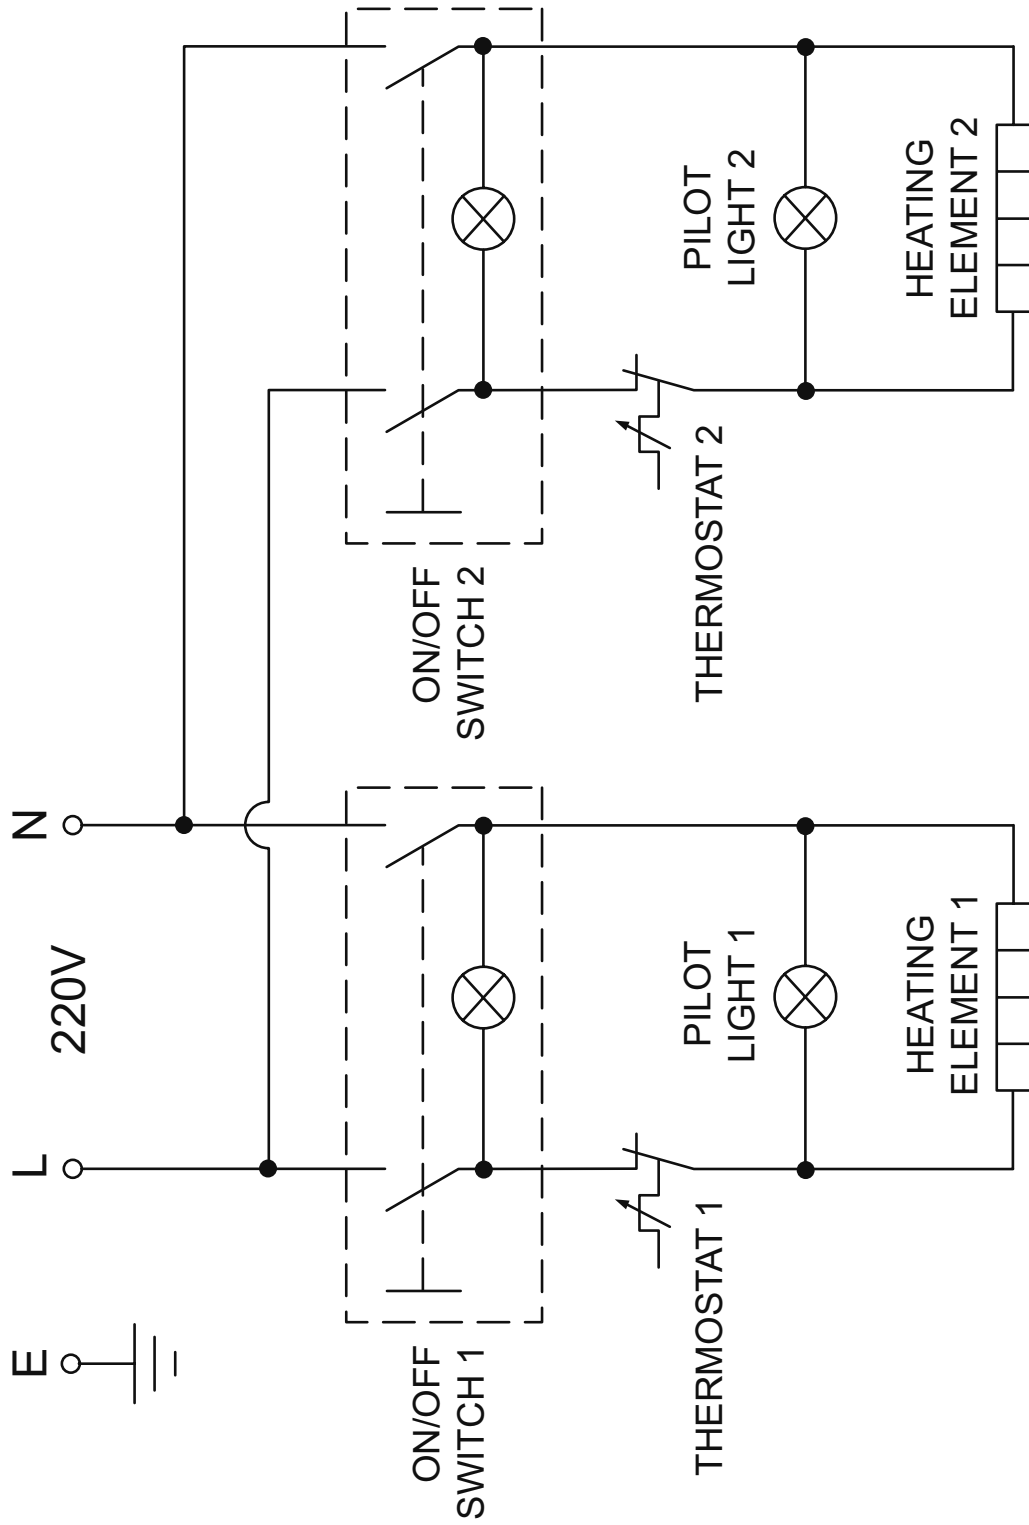 E
L
220V
N
ON/OFF
SWITCH 1
ON/OFF
SWITCH 2
THERMOSTAT 1
PILOT
LIGHT 1
THERMOSTAT 2
PILOT
LIGHT 2
HEATING
ELEMENT 1
HEATING
ELEMENT 2